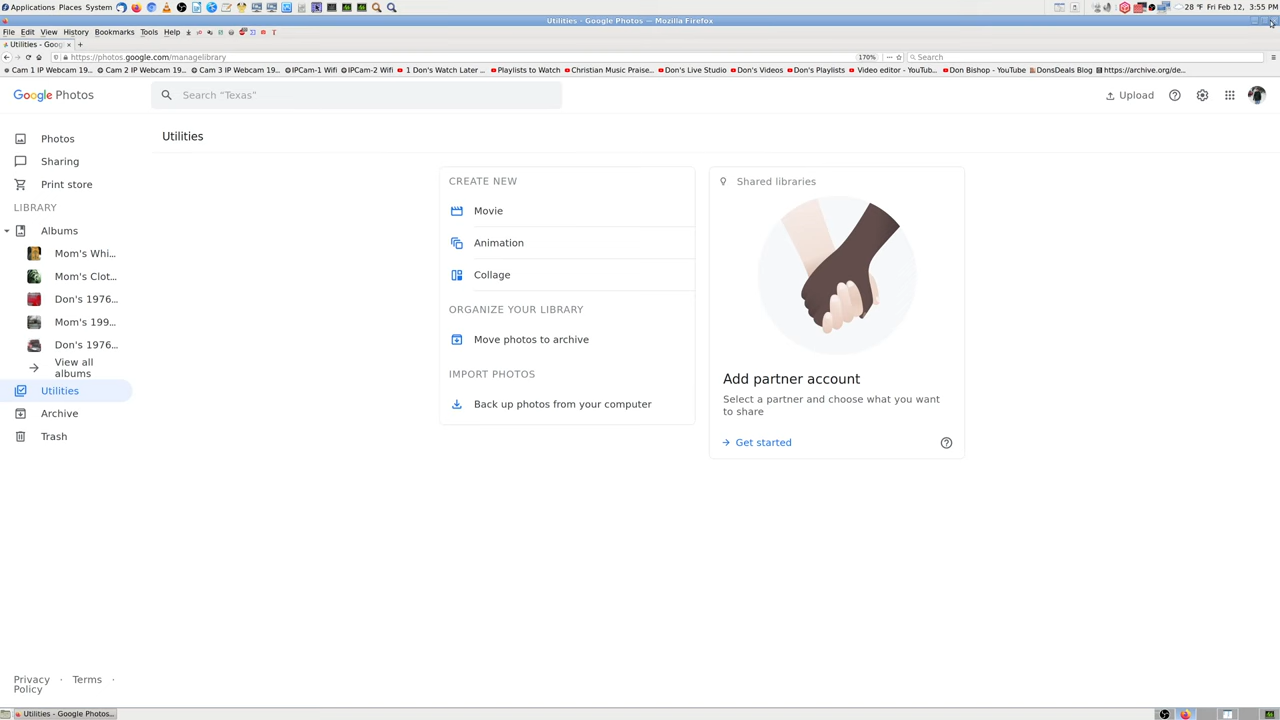 Applications Places System
28 °F Fri Feb 12, 3:55 PM
Utilities - Google Photos — Mozilla Firefox
File Edit View History Bookmarks Tools Help
Utilities - Goog
https://photos.google.com/managelibrary
170%
Search
Cam 1 IP Webcam 19... Cam 2 IP Webcam 19... Cam 3 IP Webcam 19... IPCam-1 Wifi IPCam-2 Wifi 1 Don's Watch Later ... Playlists to Watch Christian Music Praise... Don's Live Studio Don's Videos Don's Playlists Video editor - YouTub... Don Bishop - YouTube DonsDeals Blog https://archive.org/de...
Google Photos
Search "Texas"
Upload
Photos
Sharing
Print store
LIBRARY
Albums
Mom's Whi...
Mom's Clot...
Don's 1976...
Mom's 199...
Don's 1976...
View all
albums
Utilities
Archive
Trash
Privacy · Terms ·
Policy
Utilities
CREATE NEW
Movie
Animation
Collage
ORGANIZE YOUR LIBRARY
Move photos to archive
IMPORT PHOTOS
Back up photos from your computer
Shared libraries
Add partner account
Select a partner and choose what you want
to share
Get started
Utilities - Google Photos...